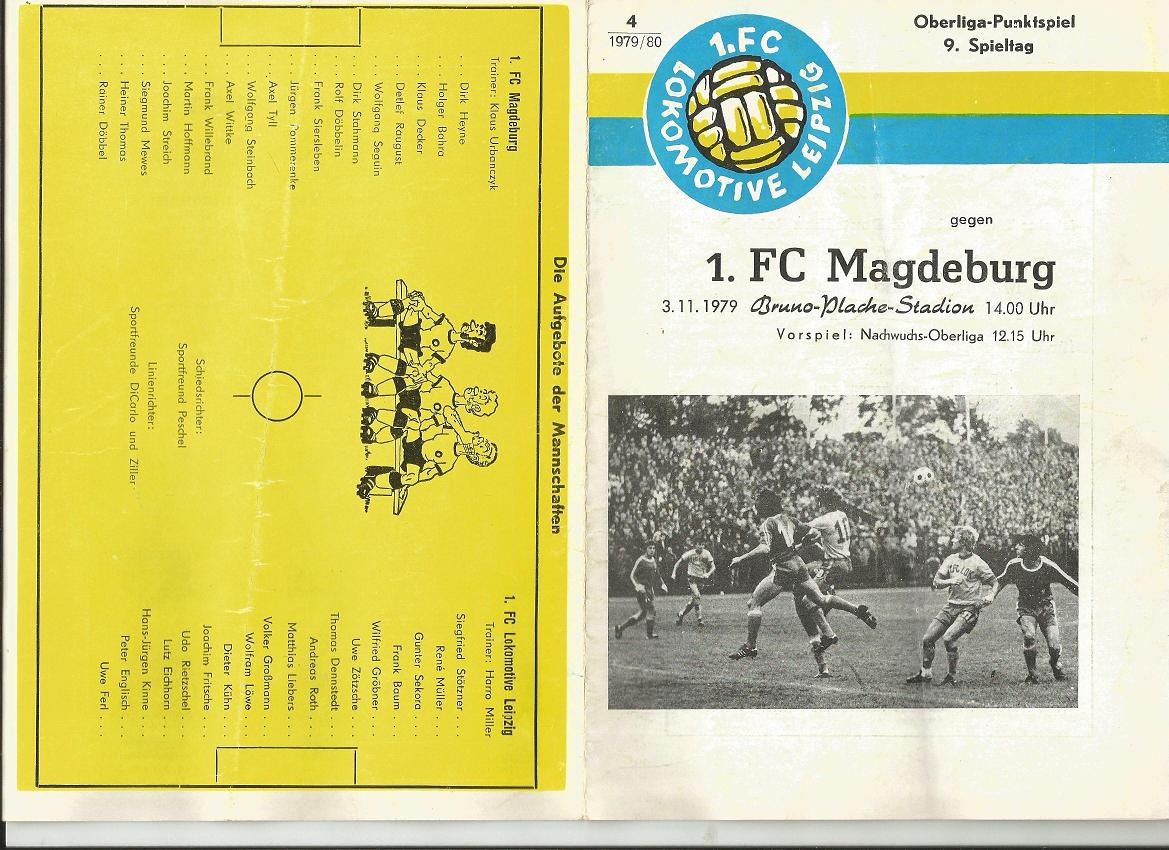 4
1979/80
1. FC LOKOMOTIVE LEIPZIG
Oberliga-Punktspiel
9. Spieltag
gegen
1. FC Magdeburg
3. 11. 1979 Bruno-Plache-Stadion 14.00 Uhr
Vorspiel: Nachwuchs-Oberliga 12.15 Uhr
Die Aufgebote der Mannschaften
1. FC Magdeburg
Trainer: Klaus Urbanczyk
Dirk Heyne
Holger Bahra
Klaus Decker
Detlef Raugust
Wolfgang Seguin
Dirk Stahmann
Rolf Döbbelin
Frank Siersleben
Jürgen Pommerenke
Axel Tyll
Wolfgang Steinbach
Axel Wittke
Frank Willebrand
Martin Hoffmann
Joachim Streich
Siegmund Mewes
Heiner Thomas
Rainer Döbbel
Schiedsrichter:
Sportfreund Peschel
Linienrichter:
Sportfreunde DiCarlo und Ziller
1. FC Lokomotive Leipzig
Trainer: Harro Miller
Siegfried Stötzner
René Müller
Gunter Sekora
Frank Baum
Wilfried Gröbner
Uwe Zötzsche
Thomas Dennstedt
Andreas Roth
Matthias Liebers
Volker Großmann
Wolfram Löwe
Dieter Kühn
Joachim Fritsche
Udo Rietzschel
Lutz Eichhorn
Hans-Jürgen Kinne
Peter Englisch
Uwe Ferl